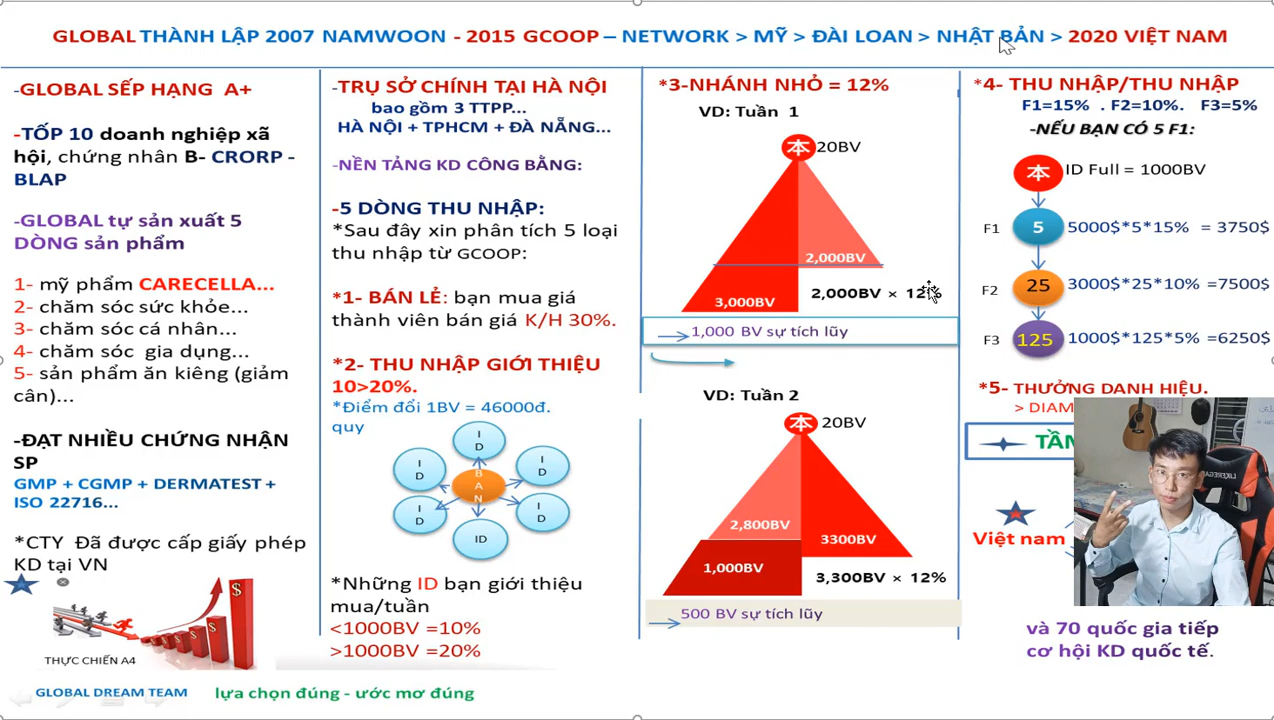 GLOBAL THÀNH LẬP 2007 NAMWOON - 2015 GCOOP – NETWORK > MỸ > ĐÀI LOAN > NHẬT BẢN > 2020 VIỆT NAM
-GLOBAL SẾP HẠNG A+
-TỐP 10 doanh nghiệp xã
hội, chứng nhân B- CRORP -
BLAP
-GLOBAL tự sản xuất 5
DÒNG sản phẩm
1- mỹ phẩm CARECELLA...
2- chăm sóc sức khỏe...
3- chăm sóc cá nhân...
4- chăm sóc gia dụng...
5- sản phẩm ăn kiêng (giảm
cân)...
-ĐẠT NHIỀU CHỨNG NHẬN
SP
GMP + CGMP + DERMATEST +
ISO 22716...
*CTY Đã được cấp giấy phép
KD tại VN
$
$
$
$
$
THỰC CHIẾN A4
GLOBAL DREAM TEAM
lựa chọn đúng - ước mơ đúng
-TRỤ SỞ CHÍNH TẠI HÀ NỘI
bao gồm 3 TTPP...
HÀ NỘI + TPHCM + ĐÀ NẴNG...
-NỀN TẢNG KD CÔNG BẰNG:
-5 DÒNG THU NHẬP:
*Sau đây xin phân tích 5 loại
thu nhập từ GCOOP:
*1- BÁN LẺ: bạn mua giá
thành viên bán giá K/H 30%.
*2- THU NHẬP GIỚI THIỆU
10>20%.
*Điểm đổi 1BV = 46000đ.
quy
ID
ID
ID
BAN
ID
ID
ID
*Những ID bạn giới thiệu
mua/tuần
<1000BV =10%
>1000BV =20%
*3-NHÁNH NHỎ = 12%
VD: Tuần 1
本 20BV
2,000BV
3,000BV
2,000BV × 12%
1,000 BV sự tích lũy
VD: Tuần 2
本 20BV
2,800BV
3300BV
1,000BV
3,300BV × 12%
500 BV sự tích lũy
*4- THU NHẬP/THU NHẬP
F1=15% . F2=10%. F3=5%
-NẾU BẠN CÓ 5 F1:
本 ID Full = 1000BV
F1 5 5000$*5*15% = 3750$
F2 25 3000$*25*10% =7500$
F3 125 1000$*125*5% =6250$
*5- THƯỞNG DANH HIỆU.
> DIAM
TẦM
Việt nam
và 70 quốc gia tiếp
cơ hội KD quốc tế.